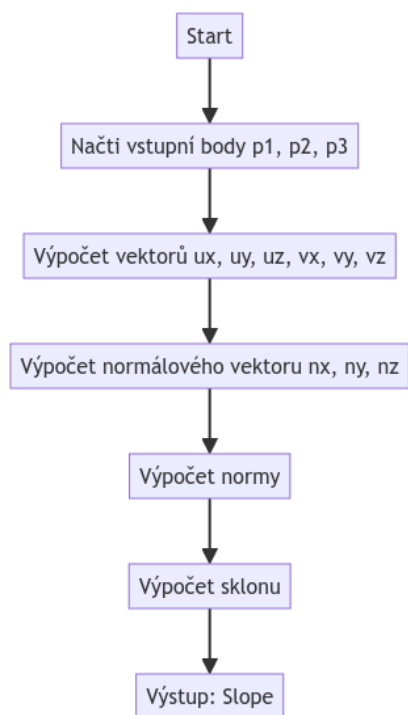 Start
Načti vstupní body p1, p2, p3
Výpočet vektorů ux, uy, uz, vx, vy, vz
Výpočet normálového vektoru nx, ny, nz
Výpočet normy
Výpočet sklonu
Výstup: Slope